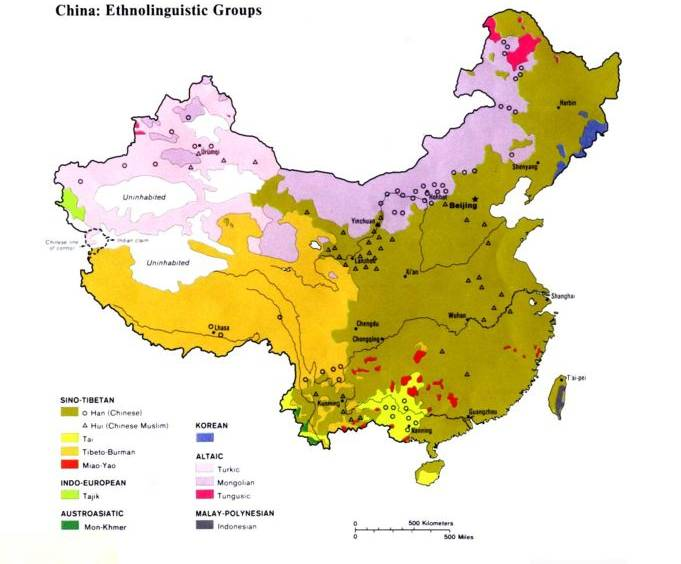 China: Ethnolinguistic Groups
Harbin
Ürümqi
Shenyang
Hohhot
Beijing
Uninhabited
Yinchuan
Chinese line of control
Indian claim
Lanzhou
Uninhabited
Xi'an
Shanghai
Lhasa
Chengdu
Wuhan
Chongqing
T'ai-pei
Kunming
Guangzhou
Nanning
SINO-TIBETAN
Han (Chinese)
Hui (Chinese Muslim)
Tai
Tibeto-Burman
Miao-Yao
INDO-EUROPEAN
Tajik
AUSTROASIATIC
Mon-Khmer
KOREAN
ALTAIC
Turkic
Mongolian
Tungusic
MALAY-POLYNESIAN
Indonesian
0 500 Kilometers
0 500 Miles